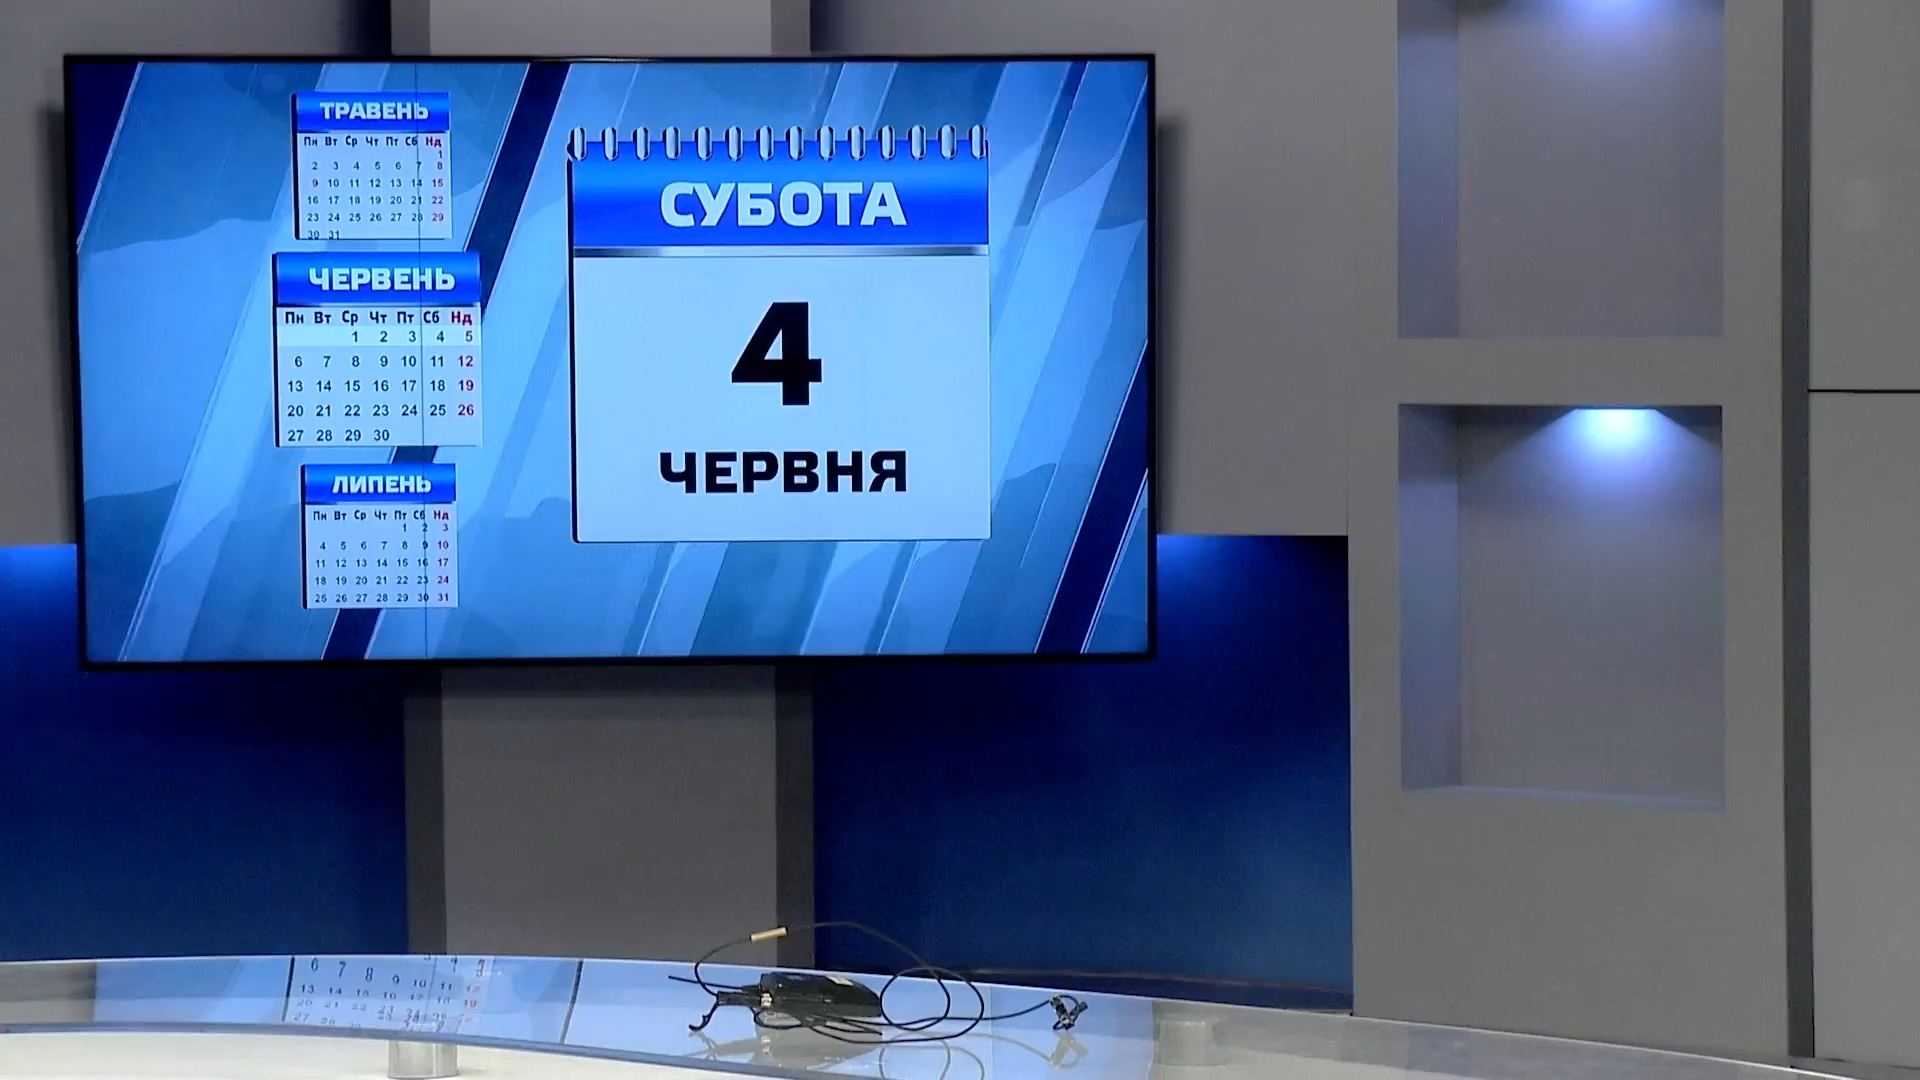 ТРАВЕНЬ
Пн Вт Ср Чт Пт Сб Нд
1
2 3 4 5 6 7 8
9 10 11 12 13 14 15
16 17 18 19 20 21 22
23 24 25 26 27 28 29
30 31
ЧЕРВЕНЬ
Пн Вт Ср Чт Пт Сб Нд
1 2 3 4 5
6 7 8 9 10 11 12
13 14 15 16 17 18 19
20 21 22 23 24 25 26
27 28 29 30
ЛИПЕНЬ
Пн Вт Ср Чт Пт Сб Нд
1 2 3
4 5 6 7 8 9 10
11 12 13 14 15 16 17
18 19 20 21 22 23 24
25 26 27 28 29 30 31
СУБОТА
4
ЧЕРВНЯ